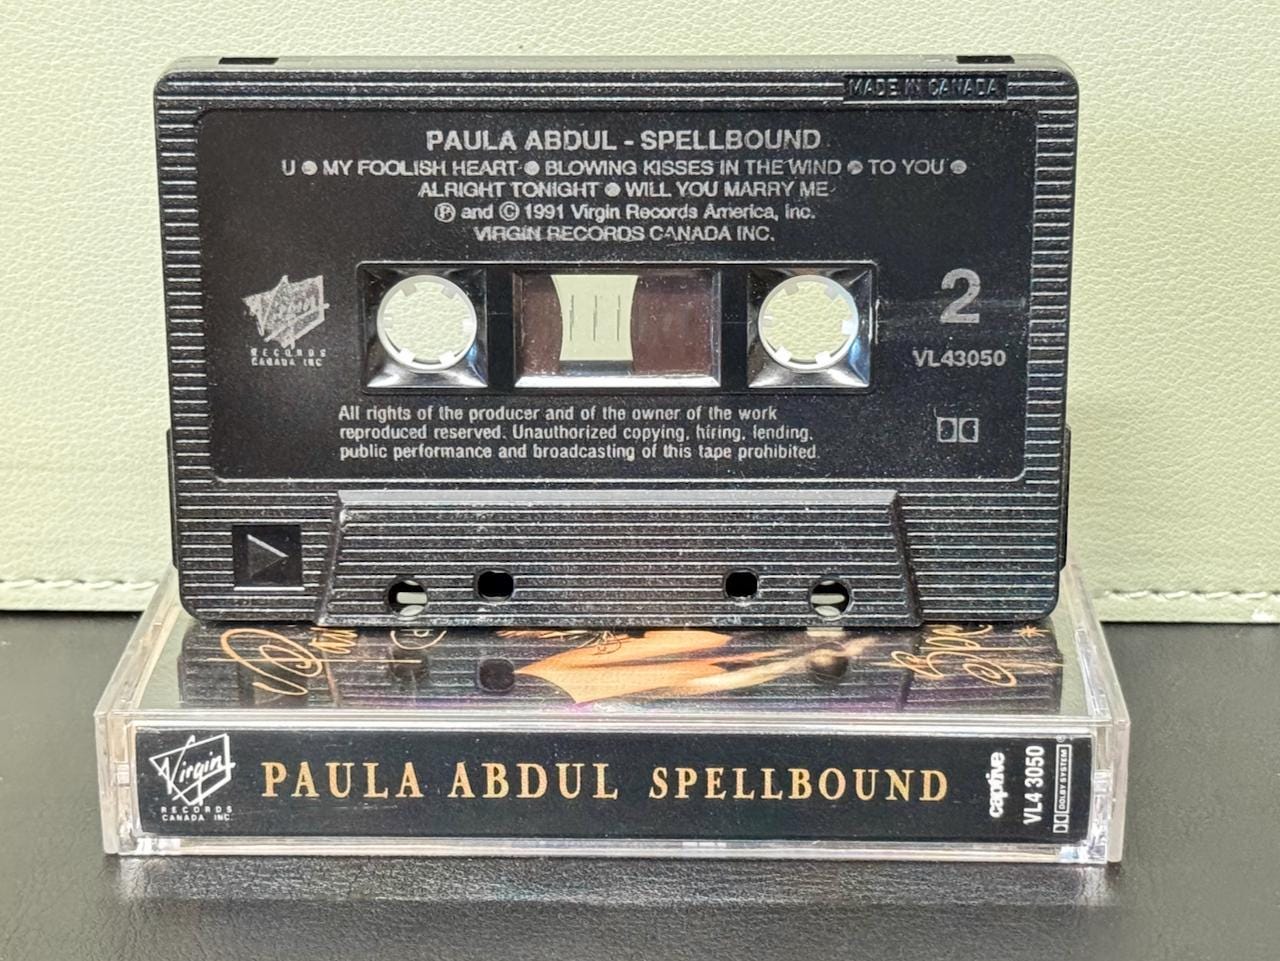 MADE IN CANADA
PAULA ABDUL - SPELLBOUND
U ● MY FOOLISH HEART ● BLOWING KISSES IN THE WIND ● TO YOU ●
ALRIGHT TONIGHT ● WILL YOU MARRY ME
Ⓟ and © 1991 Virgin Records America, Inc.
VIRGIN RECORDS CANADA INC.
Virgin
RECORDS
CANADA INC
2
VL43050
All rights of the producer and of the owner of the work
reproduced reserved. Unauthorized copying, hiring, lending,
public performance and broadcasting of this tape prohibited.
Virgin
RECORDS
CANADA INC.
PAULA ABDUL SPELLBOUND
captive
VL4 3050
DOLBY SYSTEM®